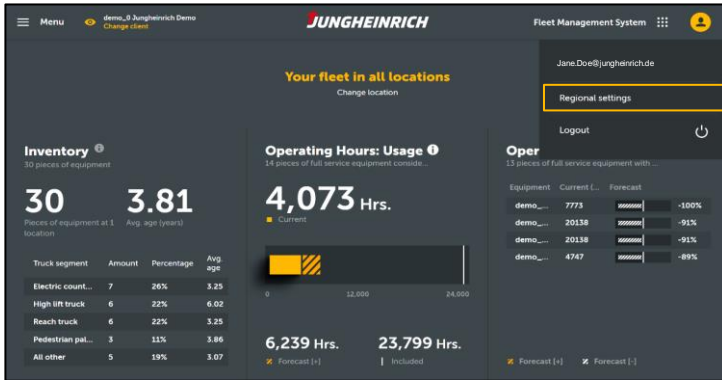 Menu
demo_0 Jungheinrich Demo
Change client
JUNGHEINRICH
Fleet Management System
Jane.Doe@jungheinrich.de
Regional settings
Logout
Your fleet in all locations
Change location
Inventory
30 pieces of equipment
30
3.81
Pieces of equipment at 1
location
Avg. age (years)
Truck segment Amount Percentage Avg.
age
Electric count... 7 26% 3.25
High lift truck 6 22% 6.02
Reach truck 6 22% 3.25
Pedestrian pal... 3 11% 3.86
All other 5 19% 3.07
Operating Hours: Usage
14 pieces of full service equipment conside...
4,073 Hrs.
Current
0 12,000 24,000
6,239 Hrs. 23,799 Hrs.
Forecast [+] Included
Oper
13 pieces of full service equipment with ...
Equipment Current (... Forecast
demo_... 7773 -100%
demo_... 20138 -91%
demo_... 20138 -91%
demo_... 4747 -89%
Forecast [+] Forecast [-]